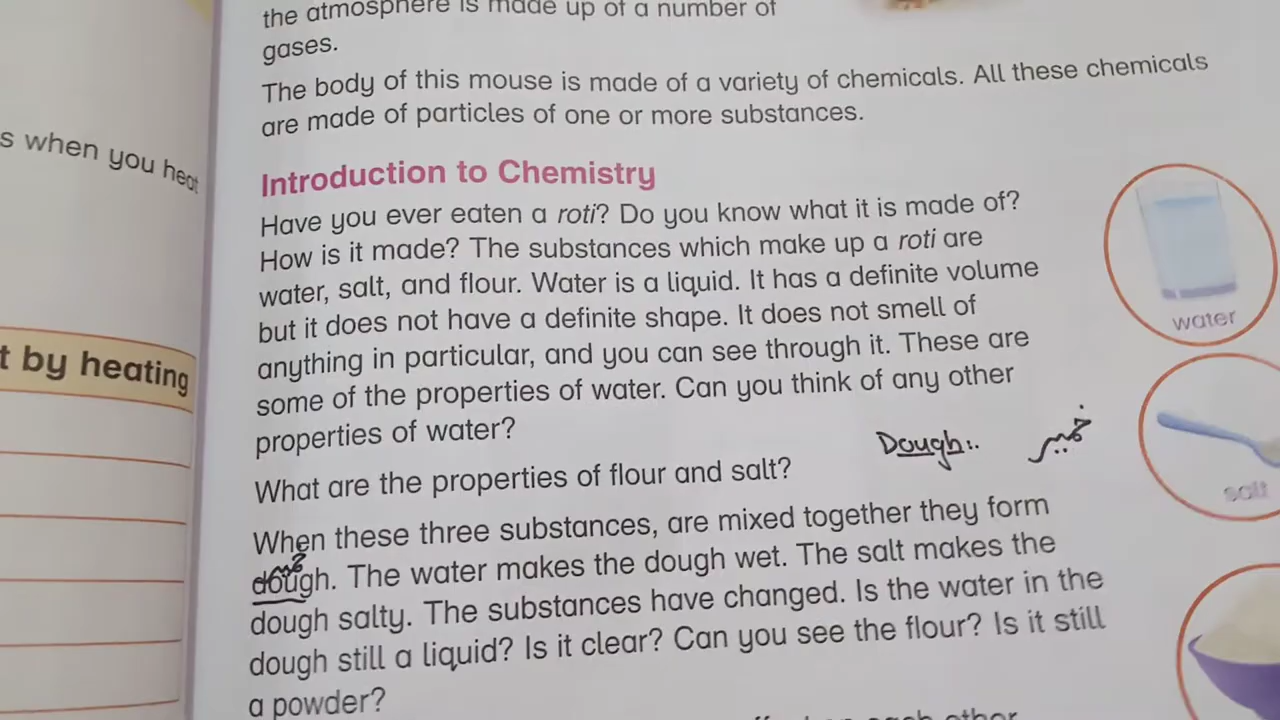 the atmosphere is made up of a number of
gases.
The body of this mouse is made of a variety of chemicals. All these chemicals
are made of particles of one or more substances.
s when you heat
Introduction to Chemistry
Have you ever eaten a roti? Do you know what it is made of?
How is it made? The substances which make up a roti are
water, salt, and flour. Water is a liquid. It has a definite volume
but it does not have a definite shape. It does not smell of
anything in particular, and you can see through it. These are
some of the properties of water. Can you think of any other
properties of water?
water
t by heating
Dough:. خمیر
salt
What are the properties of flour and salt?
When these three substances, are mixed together they form
dough. The water makes the dough wet. The salt makes the
dough salty. The substances have changed. Is the water in the
dough still a liquid? Is it clear? Can you see the flour? Is it still
a powder?
each other